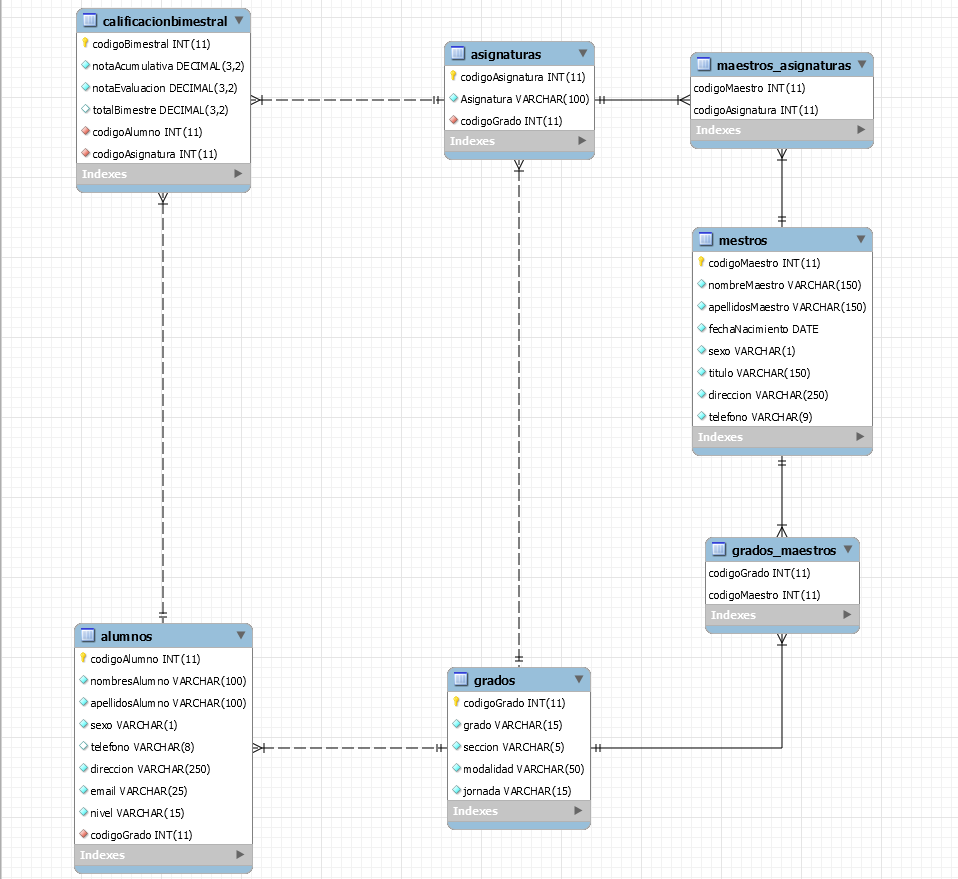 calificacionbimestral
codigoBimestral INT(11)
notaAcumulativa DECIMAL(3,2)
notaEvaluacion DECIMAL(3,2)
totalBimestre DECIMAL(3,2)
codigoAlumno INT(11)
codigoAsignatura INT(11)
Indexes
asignaturas
codigoAsignatura INT(11)
Asignatura VARCHAR(100)
codigoGrado INT(11)
Indexes
maestros_asignaturas
codigoMaestro INT(11)
codigoAsignatura INT(11)
Indexes
mestros
codigoMaestro INT(11)
nombreMaestro VARCHAR(150)
apellidosMaestro VARCHAR(150)
fechaNacimiento DATE
sexo VARCHAR(1)
titulo VARCHAR(150)
direccion VARCHAR(250)
telefono VARCHAR(9)
Indexes
grados_maestros
codigoGrado INT(11)
codigoMaestro INT(11)
Indexes
alumnos
codigoAlumno INT(11)
nombresAlumno VARCHAR(100)
apellidosAlumno VARCHAR(100)
sexo VARCHAR(1)
telefono VARCHAR(8)
direccion VARCHAR(250)
email VARCHAR(25)
nivel VARCHAR(15)
codigoGrado INT(11)
Indexes
grados
codigoGrado INT(11)
grado VARCHAR(15)
seccion VARCHAR(5)
modalidad VARCHAR(50)
jornada VARCHAR(15)
Indexes